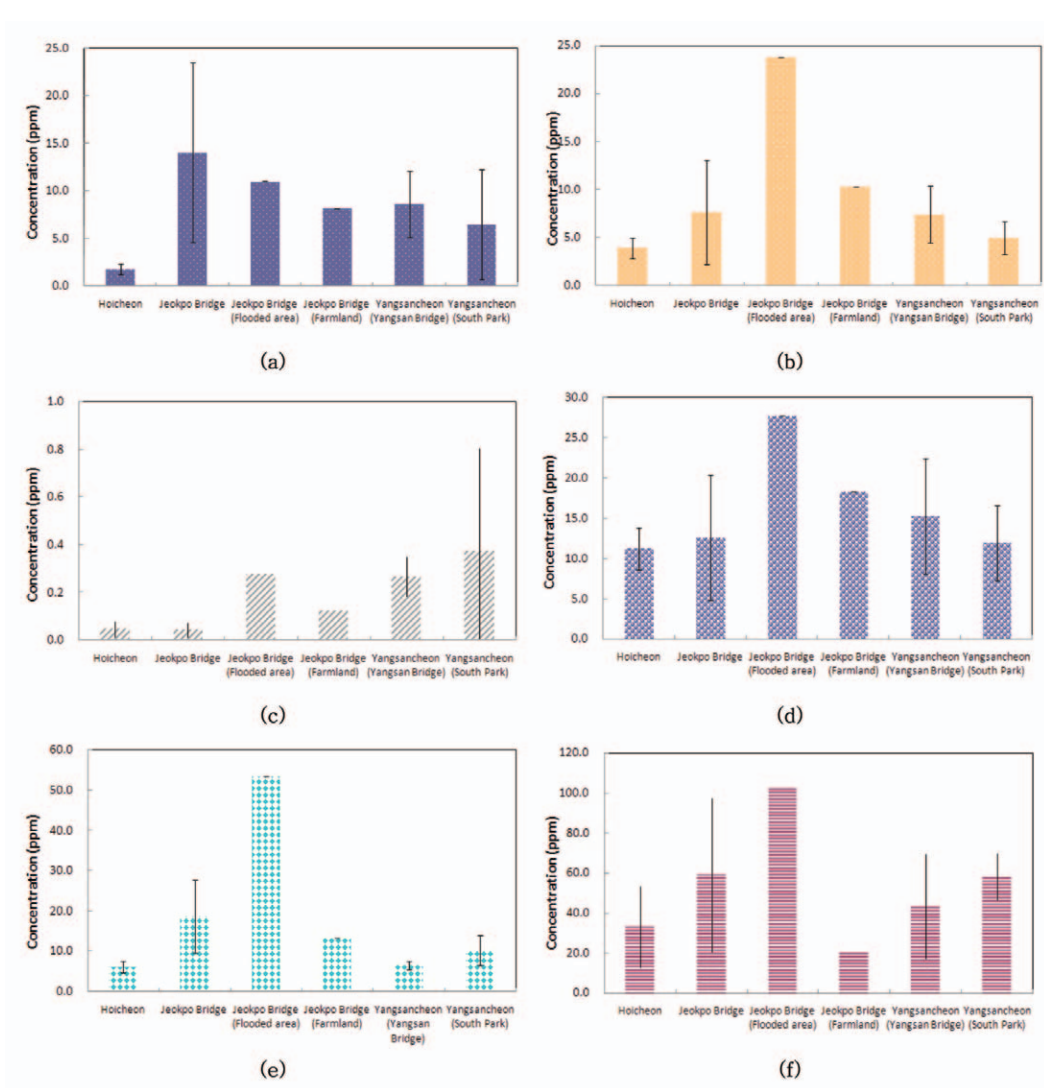 25.0
20.0
15.0
10.0
5.0
0.0
Concentration (ppm)
Hoicheon
Jeokpo Bridge
Jeokpo Bridge
(Flooded area)
Jeokpo Bridge
(Farmland)
Yangsancheon
(Yangsan Bridge)
Yangsancheon
(South Park)
(a)
25.0
20.0
15.0
10.0
5.0
0.0
Concentration (ppm)
Hoicheon
Jeokpo Bridge
Jeokpo Bridge
(Flooded area)
Jeokpo Bridge
(Farmland)
Yangsancheon
(Yangsan Bridge)
Yangsancheon
(South Park)
(b)
1.0
0.8
0.6
0.4
0.2
0.0
Concentration (ppm)
Hoicheon
Jeokpo Bridge
Jeokpo Bridge
(Flooded area)
Jeokpo Bridge
(Farmland)
Yangsancheon
(Yangsan Bridge)
Yangsancheon
(South Park)
(c)
30.0
25.0
20.0
15.0
10.0
5.0
0.0
Concentration (ppm)
Hoicheon
Jeokpo Bridge
Jeokpo Bridge
(Flooded area)
Jeokpo Bridge
(Farmland)
Yangsancheon
(Yangsan Bridge)
Yangsancheon
(South Park)
(d)
60.0
50.0
40.0
30.0
20.0
10.0
0.0
Concentration (ppm)
Hoicheon
Jeokpo Bridge
Jeokpo Bridge
(Flooded area)
Jeokpo Bridge
(Farmland)
Yangsancheon
(Yangsan
Bridge)
Yangsancheon
(South Park)
(e)
120.0
100.0
80.0
60.0
40.0
20.0
0.0
Concentration (ppm)
Hoicheon
Jeokpo Bridge
Jeokpo Bridge
(Flooded area)
Jeokpo Bridge
(Farmland)
Yangsancheon
(Yangsan Bridge)
Yangsancheon
(South Park)
(f)